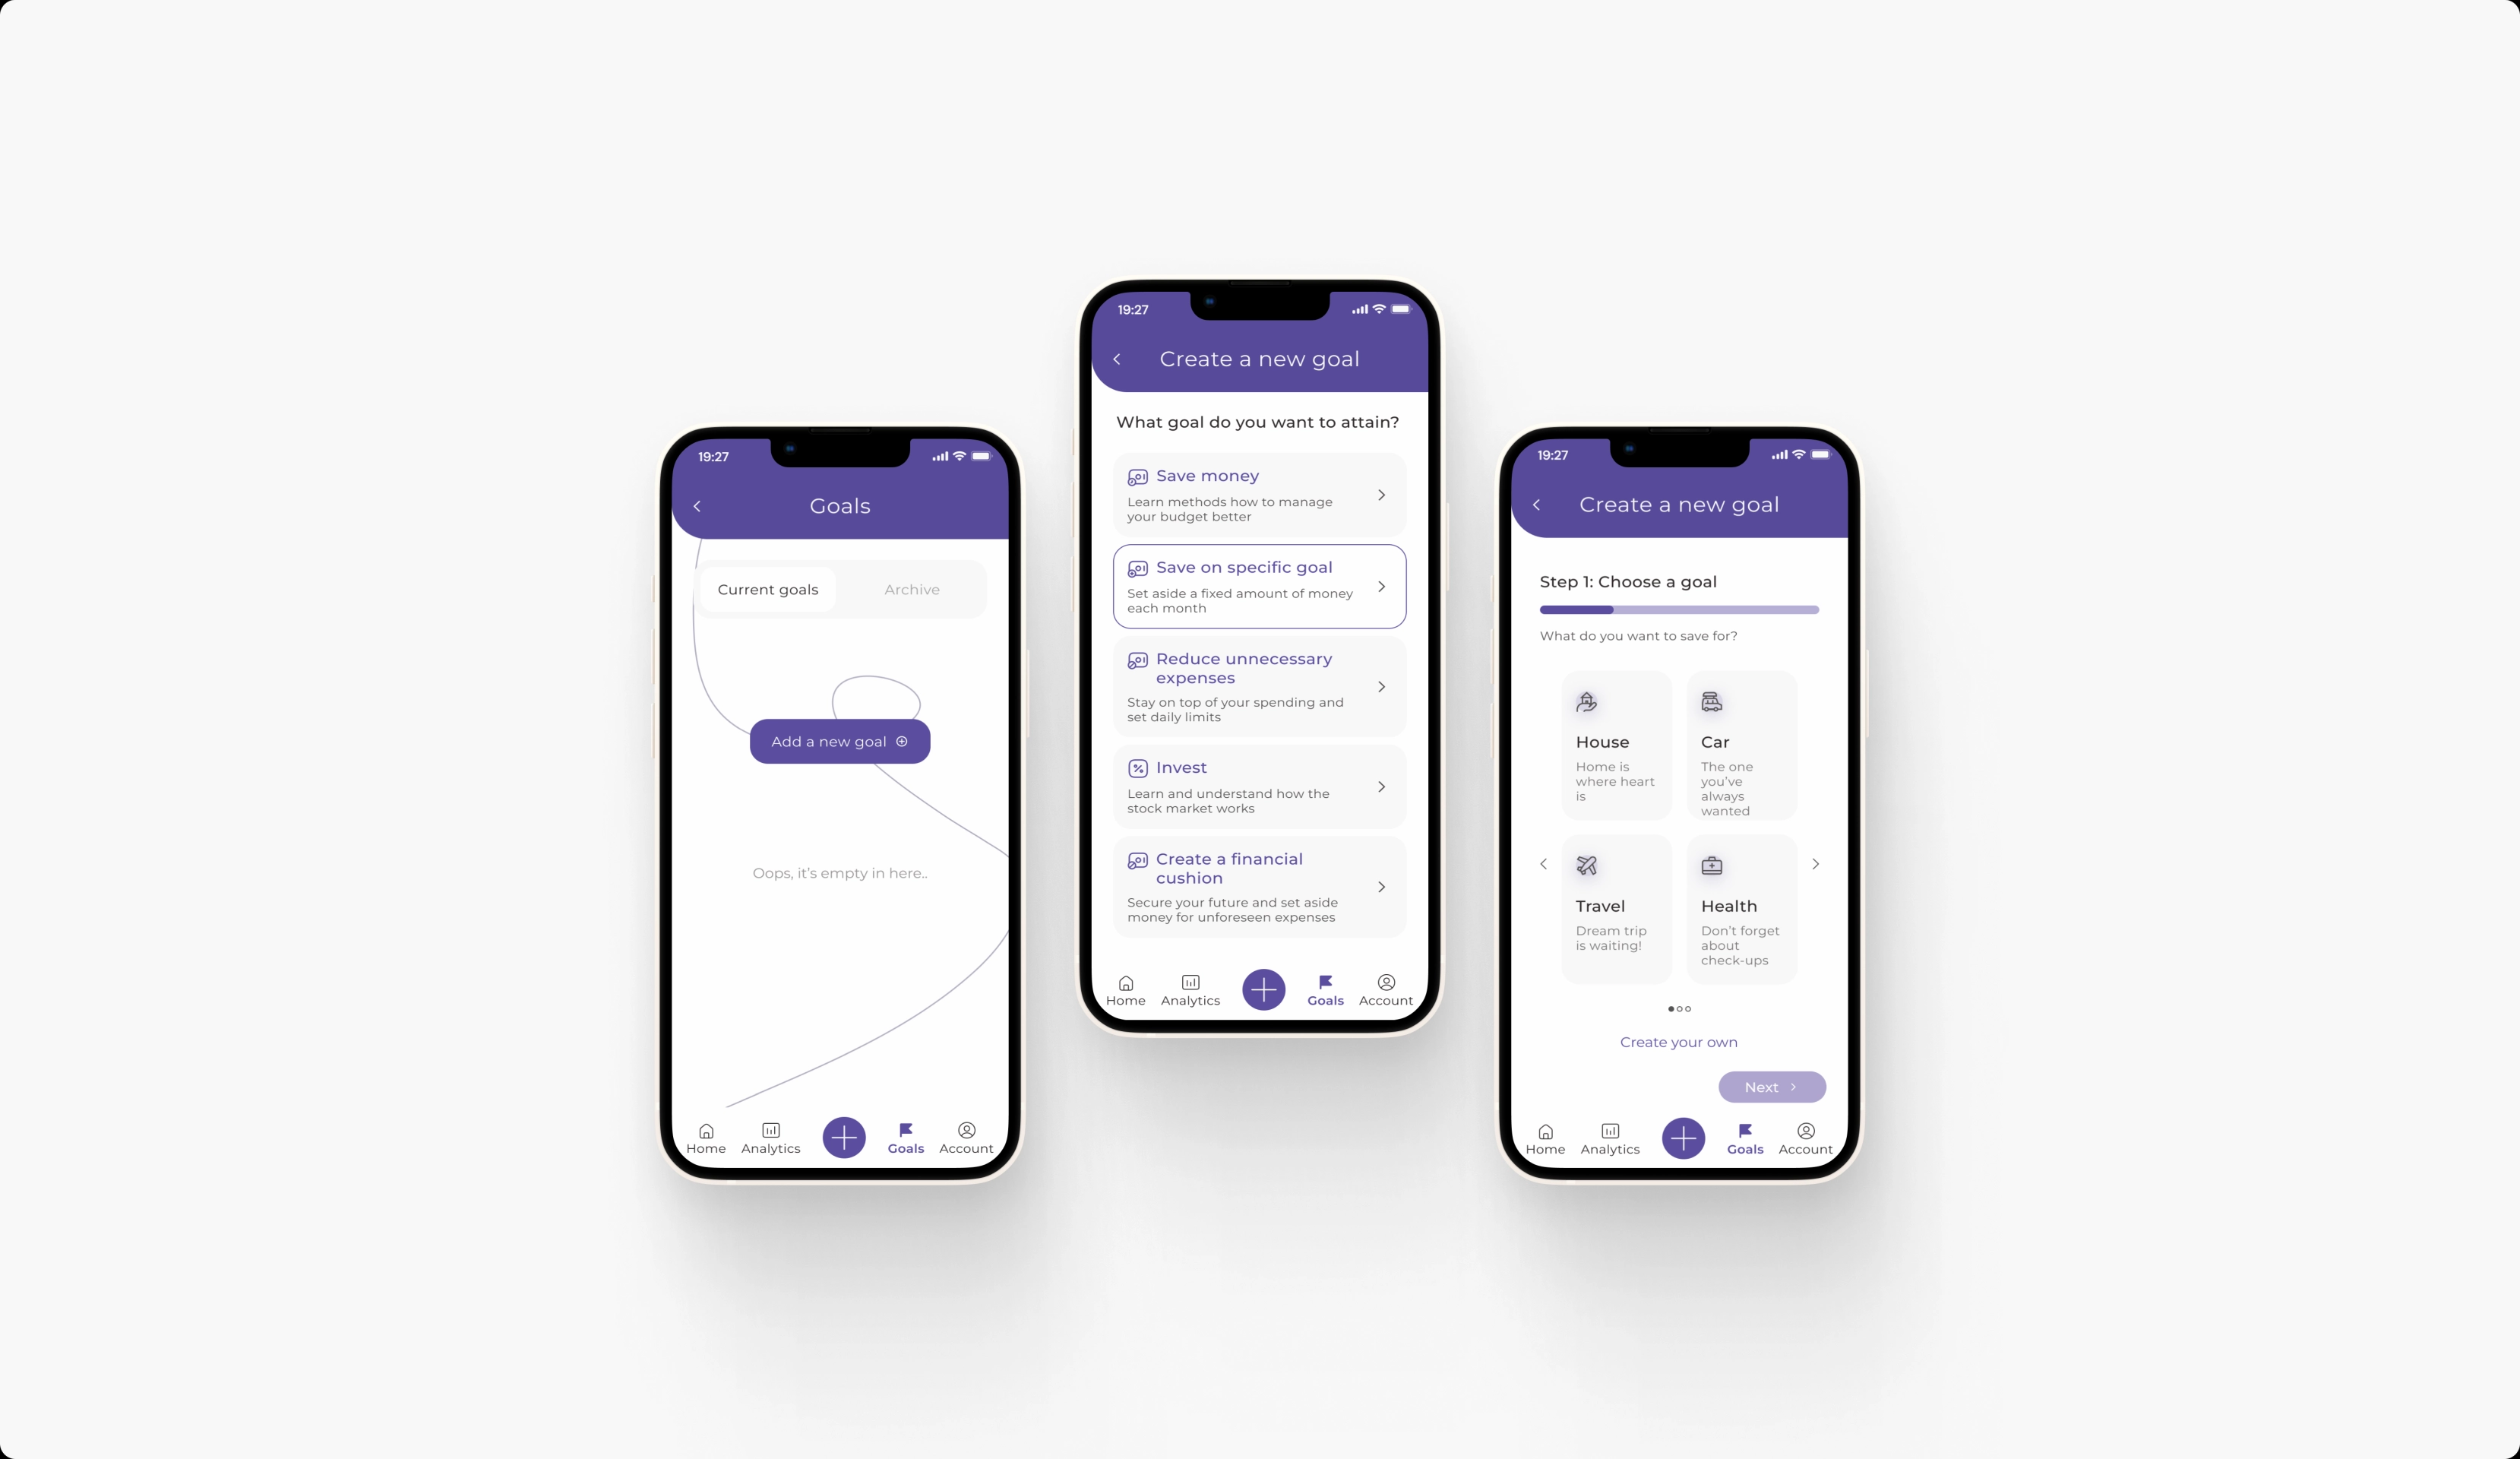 19:27
Goals
Current goals
Archive
Add a new goal
Oops, it's empty in here..
Home
Analytics
Goals
Account
19:27
Create a new goal
What goal do you want to attain?
Save money
Learn methods how to manage
your budget better
Save on specific goal
Set aside a fixed amount of money
each month
Reduce unnecessary
expenses
Stay on top of your spending and
set daily limits
Invest
Learn and understand how the
stock market works
Create a financial
cushion
Secure your future and set aside
money for unforeseen expenses
Home
Analytics
Goals
Account
19:27
Create a new goal
Step 1: Choose a goal
What do you want to save for?
House
Home is
where heart
is
Car
The one
you've
always
wanted
Travel
Dream trip
is waiting!
Health
Don't forget
about
check-ups
Create your own
Next
Home
Analytics
Goals
Account